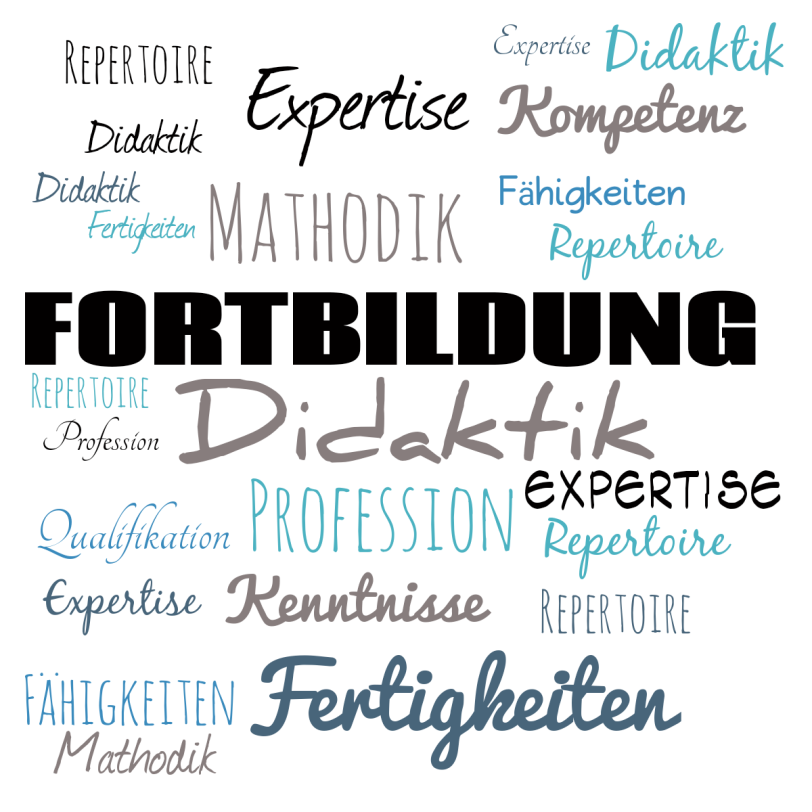 Expertise Didaktik
Repertoire
Expertise
Kompetenz
Didaktik
Didaktik
Fertigkeiten
Mathodik
Fähigkeiten
Repertoire
FORTBILDUNG
Repertoire
Didaktik
Profession
Profession
EXPERTISE
Qualifikation
Repertoire
Expertise
Kenntnisse
Repertoire
Fähigkeiten
Fertigkeiten
Mathodik